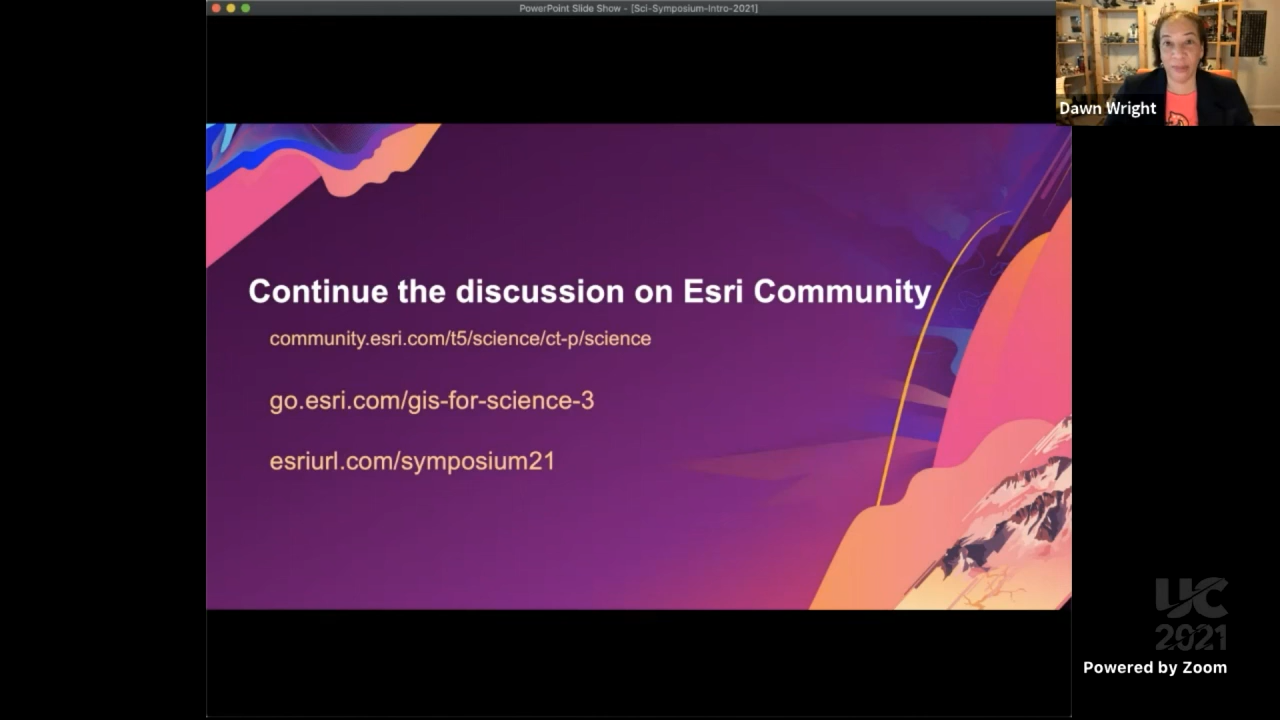 PowerPoint Slide Show - [Sci-Symposium-Intro-2021]
Dawn Wright
Continue the discussion on Esri Community
community.esri.com/t5/science/ct-p/science
go.esri.com/gis-for-science-3
esriurl.com/symposium21
UC
2021
Powered by Zoom